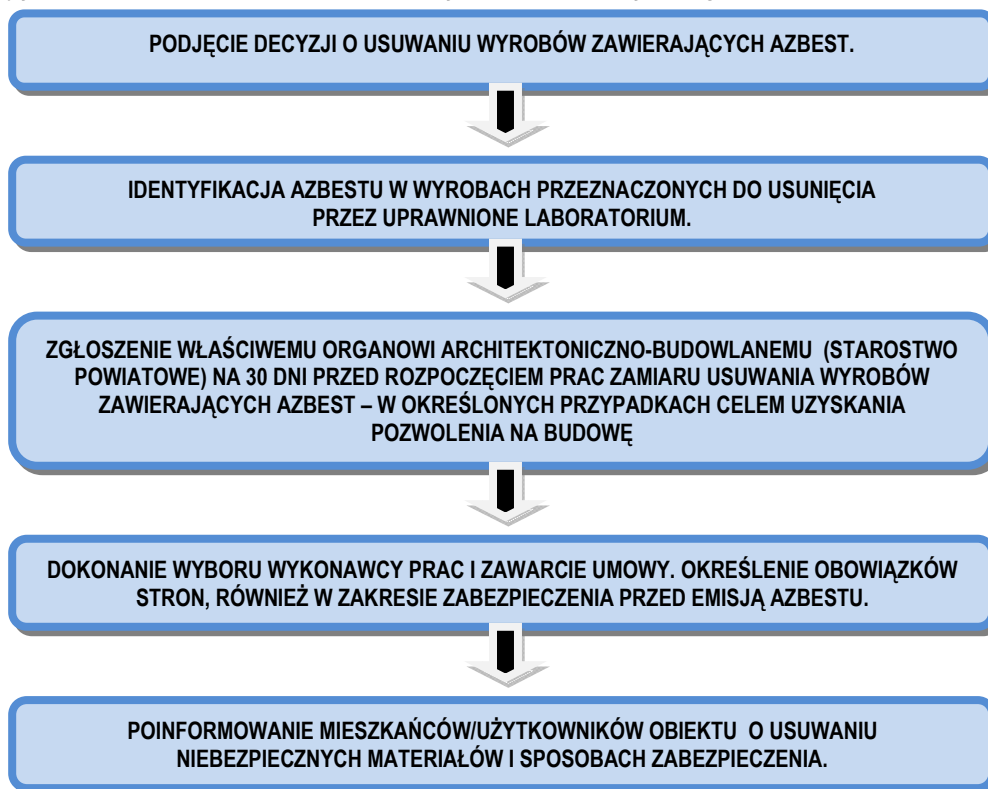 PODJĘCIE DECYZJI O USUWANIU WYROBÓW ZAWIERAJĄCYCH AZBEST.
IDENTYFIKACJA AZBESTU W WYROBACH PRZEZNACZONYCH DO USUNIĘCIA
PRZEZ UPRAWNIONE LABORATORIUM.
ZGŁOSZENIE WŁAŚCIWEMU ORGANOWI ARCHITEKTONICZNO-BUDOWLANEMU (STAROSTWO
POWIATOWE) NA 30 DNI PRZED ROZPOCZĘCIEM PRAC ZAMIARU USUWANIA WYROBÓW
ZAWIERAJĄCYCH AZBEST – W OKREŚLONYCH PRZYPADKACH CELEM UZYSKANIA
POZWOLENIA NA BUDOWĘ
DOKONANIE WYBORU WYKONAWCY PRAC I ZAWARCIE UMOWY. OKREŚLENIE OBOWIĄZKÓW
STRON, RÓWNIEŻ W ZAKRESIE ZABEZPIECZENIA PRZED EMISJĄ AZBESTU.
POINFORMOWANIE MIESZKAŃCÓW/UŻYTKOWNIKÓW OBIEKTU O USUWANIU
NIEBEZPIECZNYCH MATERIAŁÓW I SPOSOBACH ZABEZPIECZENIA.